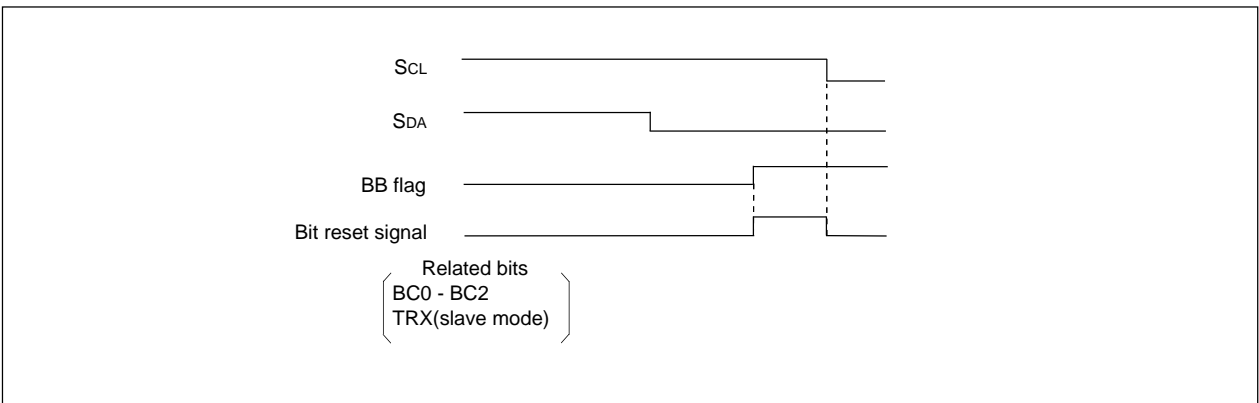 SCL
SDA
BB flag
Bit reset signal
Related bits
BC0 - BC2
TRX(slave mode)